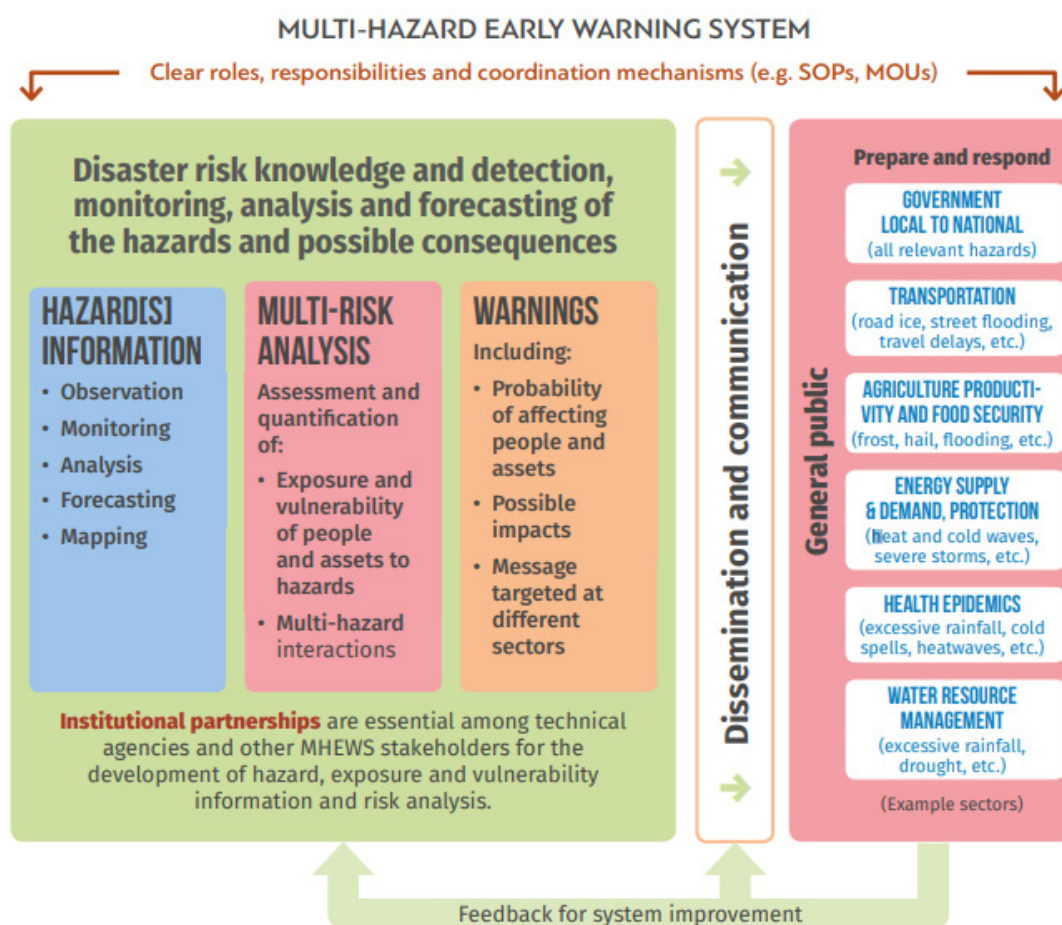 MULTI-HAZARD EARLY WARNING SYSTEM
Clear roles, responsibilities and coordination mechanisms (e.g. SOPs, MOUs)
Disaster risk knowledge and detection,
monitoring, analysis and forecasting of
the hazards and possible consequences
HAZARD[S]
INFORMATION
• Observation
• Monitoring
• Analysis
• Forecasting
• Mapping
MULTI-RISK
ANALYSIS
Assessment and
quantification
of:
• Exposure and
vulnerability
of people
and assets to
hazards
• Multi-hazard
interactions
WARNINGS
Including:
• Probability
of affecting
people and
assets
• Possible
impacts
• Message
targeted at
different
sectors
Institutional partnerships are essential among technical
agencies and other MHEWS stakeholders for the
development of hazard, exposure and vulnerability
information and risk analysis.
Dissemination and communication
General public
Prepare and respond
GOVERNMENT
LOCAL TO NATIONAL
(all relevant hazards)
TRANSPORTATION
(road ice, street flooding,
travel delays, etc.)
AGRICULTURE PRODUCTI-
VITY AND FOOD SECURITY
(frost, hail, flooding, etc.)
ENERGY SUPPLY
& DEMAND, PROTECTION
(heat and cold waves,
severe storms, etc.)
HEALTH EPIDEMICS
(excessive rainfall, cold
spells, heatwaves, etc.)
WATER RESOURCE
MANAGEMENT
(excessive rainfall,
drought, etc.)
(Example sectors)
Feedback for system improvement